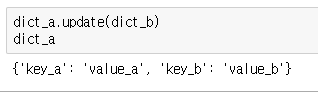 dict_a.update(dict_b)
dict_a
{'key_a': 'value_a', 'key_b': 'value_b'}